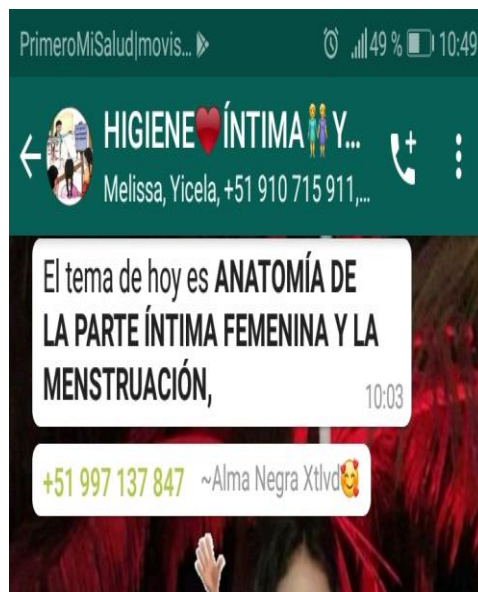 PrimeroMiSalud|movis... 49 % 10:49
HIGIENE❤️ÍNTIMA👫Y...
Melissa, Yicela, +51 910 715 911,...
El tema de hoy es ANATOMÍA DE
LA PARTE ÍNTIMA FEMENINA Y LA
MENSTRUACIÓN,
10:03
+51 997 137 847 ~Alma Negra Xtlvd🥰